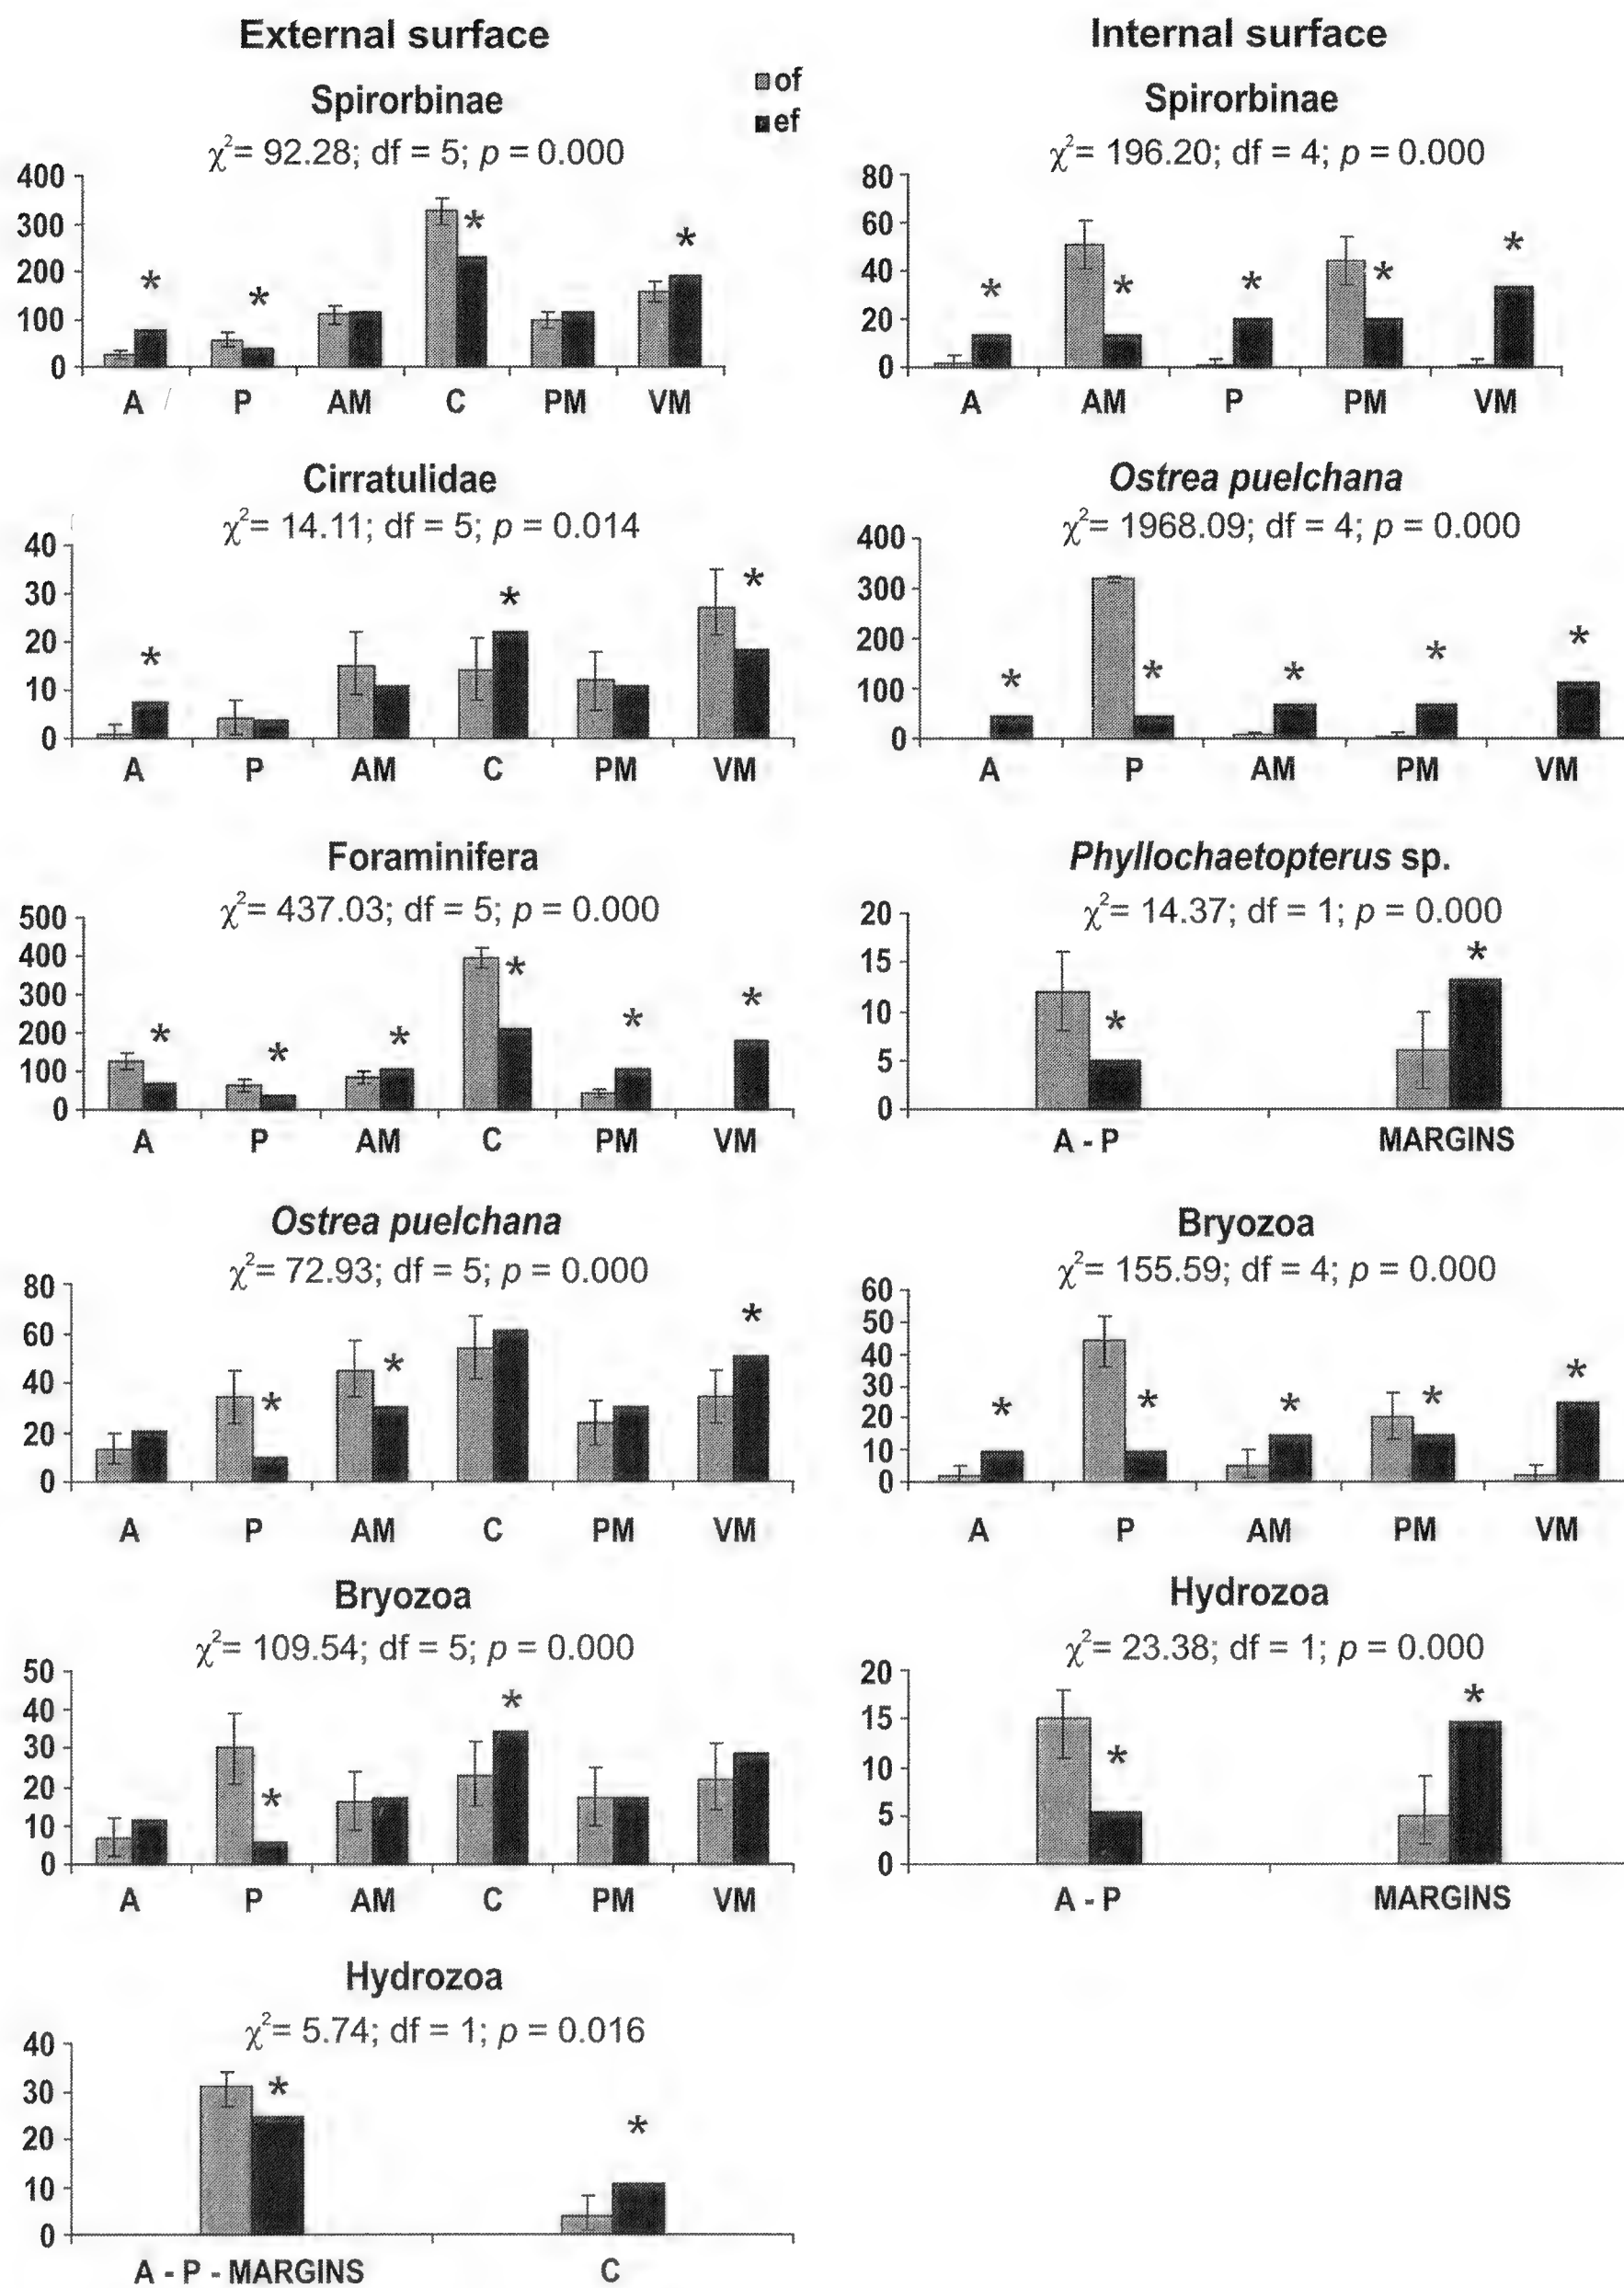 External surface
Spirorbinae
χ²= 92.28; df = 5; p = 0.000
400
300
200
100
0
* * * *
A P AM C PM VM
Cirratulidae
χ²= 14.11; df = 5; p = 0.014
40
30
20
10
0
* * *
A P AM C PM VM
Foraminifera
χ²= 437.03; df = 5; p = 0.000
500
400
300
200
100
0
* * * * * *
A P AM C PM VM
Ostrea puelchana
χ²= 72.93; df = 5; p = 0.000
80
60
40
20
0
* * *
A P AM C PM VM
Bryozoa
χ²= 109.54; df = 5; p = 0.000
50
40
30
20
10
0
* *
A P AM C PM VM
Hydrozoa
χ²= 5.74; df = 1; p = 0.016
40
30
20
10
0
* *
A - P - MARGINS C
of
ef
Internal surface
Spirorbinae
χ²= 196.20; df = 4; p = 0.000
80
60
40
20
0
* * * * *
A AM P PM VM
Ostrea puelchana
χ²= 1968.09; df = 4; p = 0.000
400
300
200
100
0
* * * * *
A P AM PM VM
Phyllochaetopterus sp.
χ²= 14.37; df = 1; p = 0.000
20
15
10
5
0
* *
A - P MARGINS
Bryozoa
χ²= 155.59; df = 4; p = 0.000
60
50
40
30
20
10
0
* * * * *
A P AM PM VM
Hydrozoa
χ²= 23.38; df = 1; p = 0.000
20
15
10
5
0
* *
A - P MARGINS